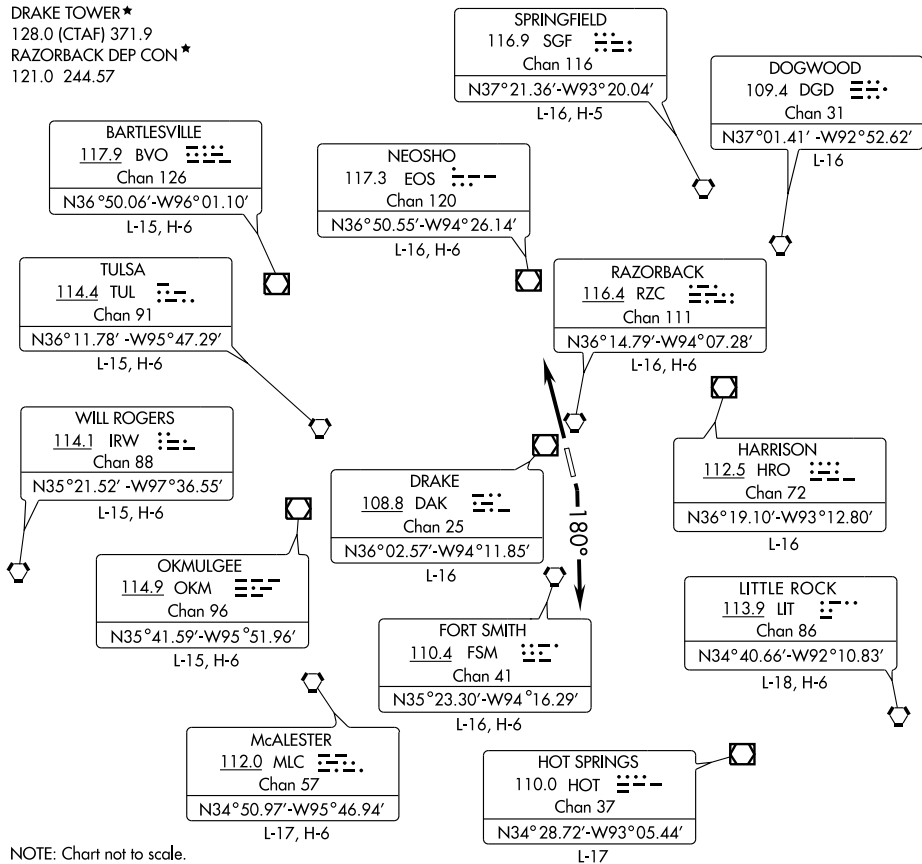 DRAKE TOWER★
128.0 (CTAF) 371.9
RAZORBACK DEP CON★
121.0 244.57
SPRINGFIELD
116.9 SGF
Chan 116
N37°21.36′-W93°20.04′
L-16, H-5
DOGWOOD
109.4 DGD
Chan 31
N37°01.41′ -W92°52.62′
L-16
BARTLESVILLE
117.9 BVO
Chan 126
N36°50.06′-W96°01.10′
L-15, H-6
NEOSHO
117.3 EOS
Chan 120
N36°50.55′-W94°26.14′
L-16, H-6
TULSA
114.4 TUL
Chan 91
N36°11.78′ -W95°47.29′
L-15, H-6
RAZORBACK
116.4 RZC
Chan 111
N36°14.79′-W94°07.28′
L-16, H-6
WILL ROGERS
114.1 IRW
Chan 88
N35°21.52′ -W97°36.55′
L-15, H-6
DRAKE
108.8 DAK
Chan 25
N36°02.57′-W94°11.85′
L-16
180°
HARRISON
112.5 HRO
Chan 72
N36°19.10′-W93°12.80′
L-16
OKMULGEE
114.9 OKM
Chan 96
N35°41.59′-W95°51.96′
L-15, H-6
FORT SMITH
110.4 FSM
Chan 41
N35°23.30′-W94°16.29′
L-16, H-6
LITTLE ROCK
113.9 LIT
Chan 86
N34°40.66′-W92°10.83′
L-18, H-6
McALESTER
112.0 MLC
Chan 57
N34°50.97′-W95°46.94′
L-17, H-6
HOT SPRINGS
110.0 HOT
Chan 37
N34°28.72′-W93°05.44′
L-17
NOTE: Chart not to scale.